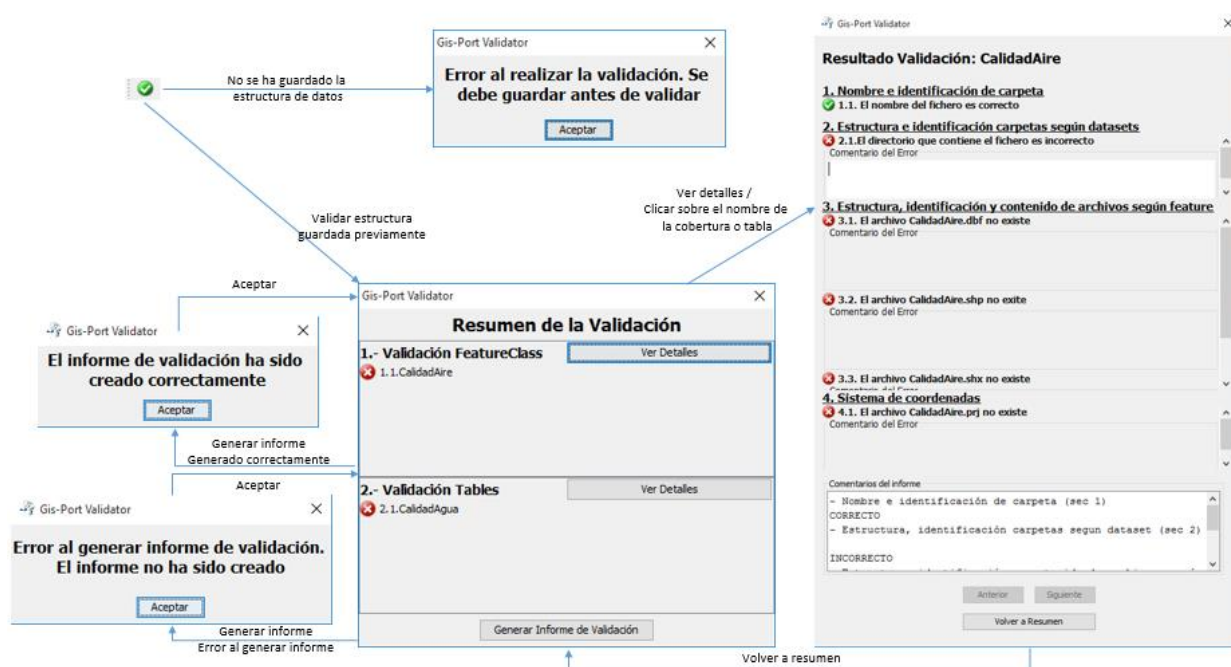 Gis-Port Validator
Error al realizar la validación. Se
debe guardar antes de validar
Aceptar
No se ha guardado la
estructura de datos
Validar estructura
guardada previamente
Ver detalles /
Clicar sobre el nombre de
la cobertura o tabla
Aceptar
Gis-Port Validator
El informe de validación ha sido
creado correctamente
Aceptar
Generar informe
Generado correctamente
Aceptar
Gis-Port Validator
Error al generar informe de validación.
El informe no ha sido creado
Aceptar
Generar informe
Error al generar informe
Gis-Port Validator
Resumen de la Validación
1.- Validación FeatureClass
Ver Detalles
1.1.CalidadAire
2.- Validación Tables
Ver Detalles
2.1.CalidadAgua
Generar Informe de Validación
Volver a resumen
Gis-Port Validator
Resultado Validación: CalidadAire
1. Nombre e identificación de carpeta
1.1. El nombre del fichero es correcto
2. Estructura e identificación carpetas según datasets
2.1.El directorio que contiene el fichero es incorrecto
Comentario del Error
3. Estructura, identificación y contenido de archivos según feature
3.1. El archivo CalidadAire.dbf no existe
Comentario del Error
3.2. El archivo CalidadAire.shp no exite
Comentario del Error
3.3. El archivo CalidadAire.shx no existe
Comentario del Error
4. Sistema de coordenadas
4.1. El archivo CalidadAire.prj no existe
Comentario del Error
Comentarios del informe
- Nombre e identificación de carpeta (sec 1)
CORRECTO
- Estructura, identificación carpetas segun dataset (sec 2)
INCORRECTO
Anterior
Siguiente
Volver a Resumen